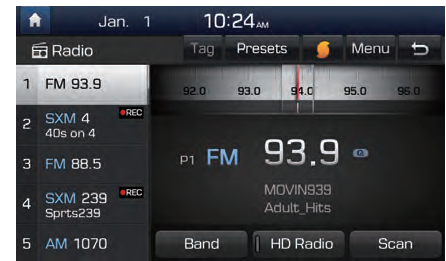 Jan. 1 10:24 AM
Radio Tag Presets Menu
1 FM 93.9
2 SXM 4 REC
40s on 4
3 FM 88.5
4 SXM 239 REC
Sprts239
5 AM 1070
92.0 93.0 94.0 95.0 96.0
P1 FM 93.9
MOVIN939
Adult_Hits
Band HD Radio Scan